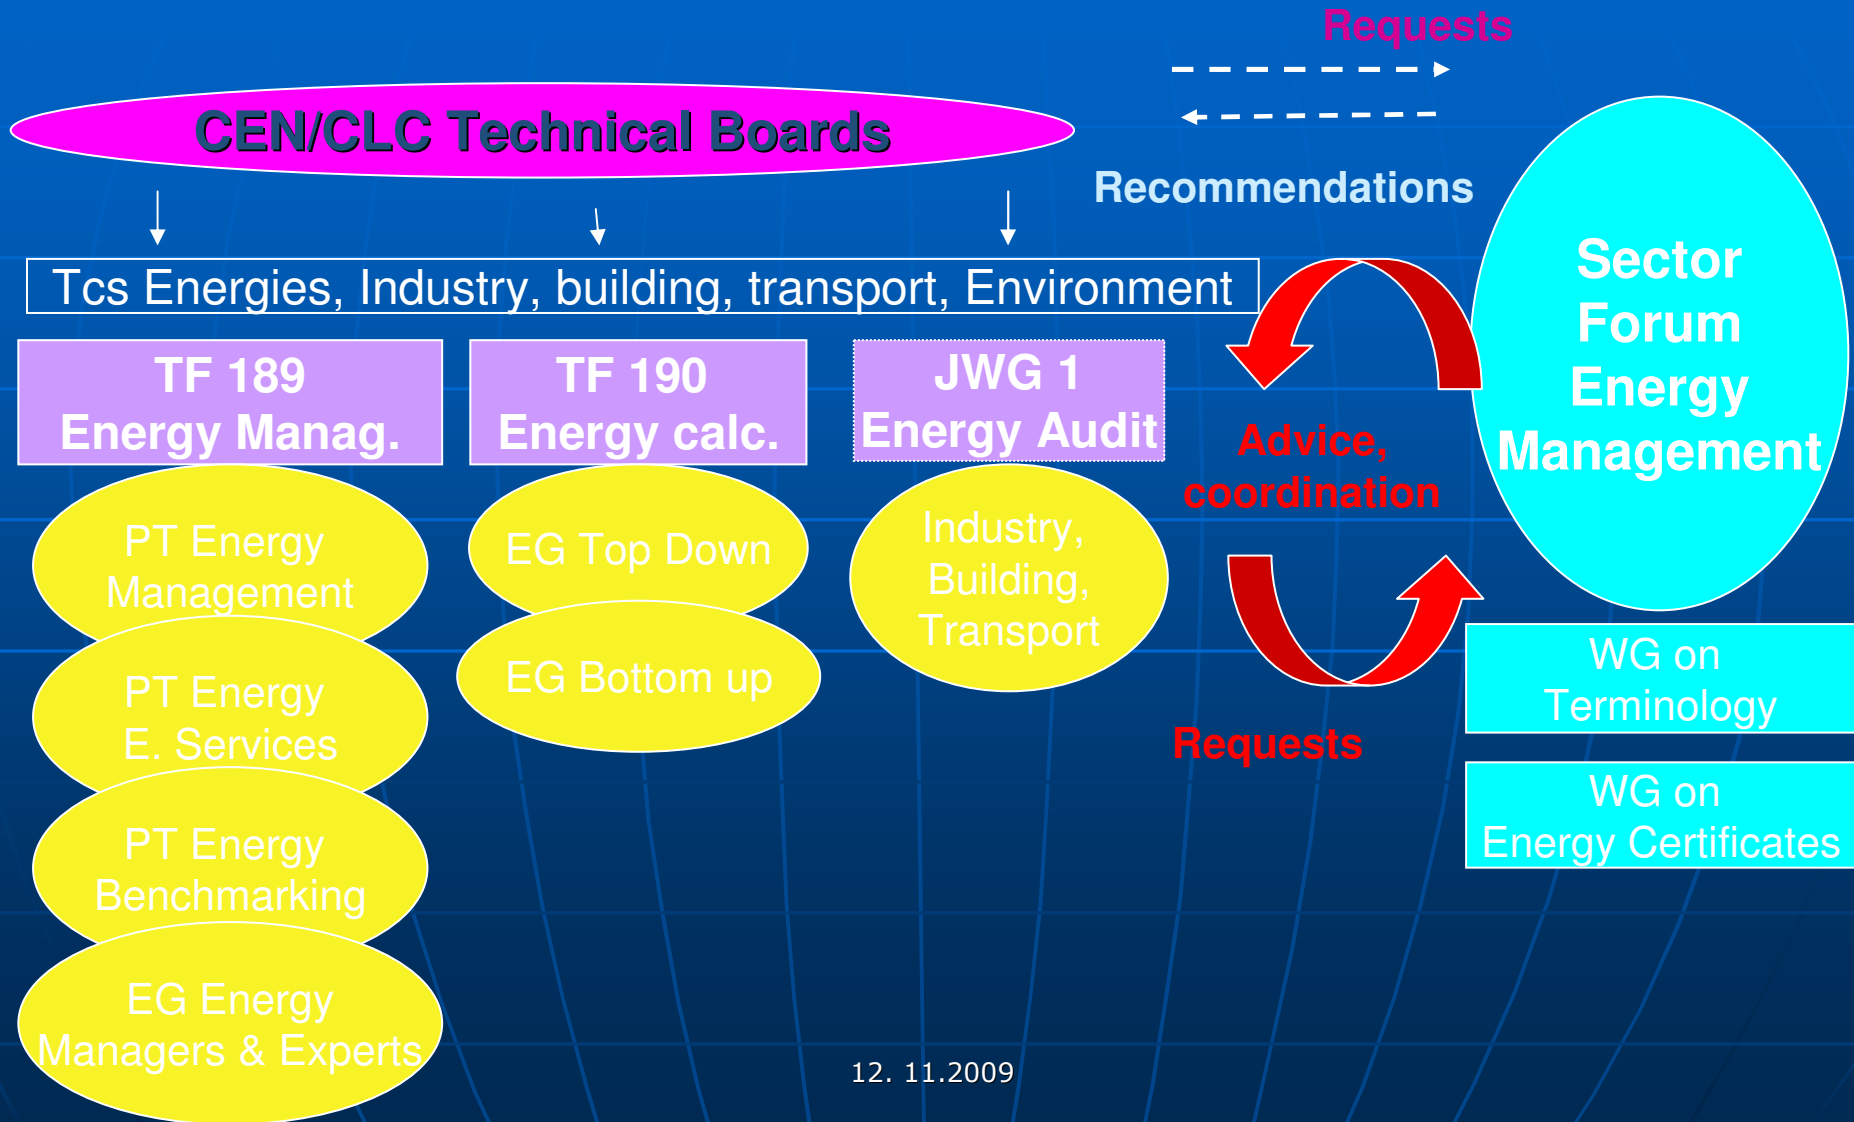 Requests
CEN/CLC Technical Boards
Recommendations
Sector
Forum
Energy
Management
Tcs Energies, Industry, building, transport, Environment
TF 189
Energy Manag.
TF 190
Energy calc.
JWG 1
Energy Audit
Advice,
coordination
PT Energy
Management
EG Top Down
Industry,
Building,
Transport
EG Bottom up
PT Energy
E. Services
Requests
WG on
Terminology
WG on
Energy Certificates
PT Energy
Benchmarking
EG Energy
Managers & Experts
12. 11.2009